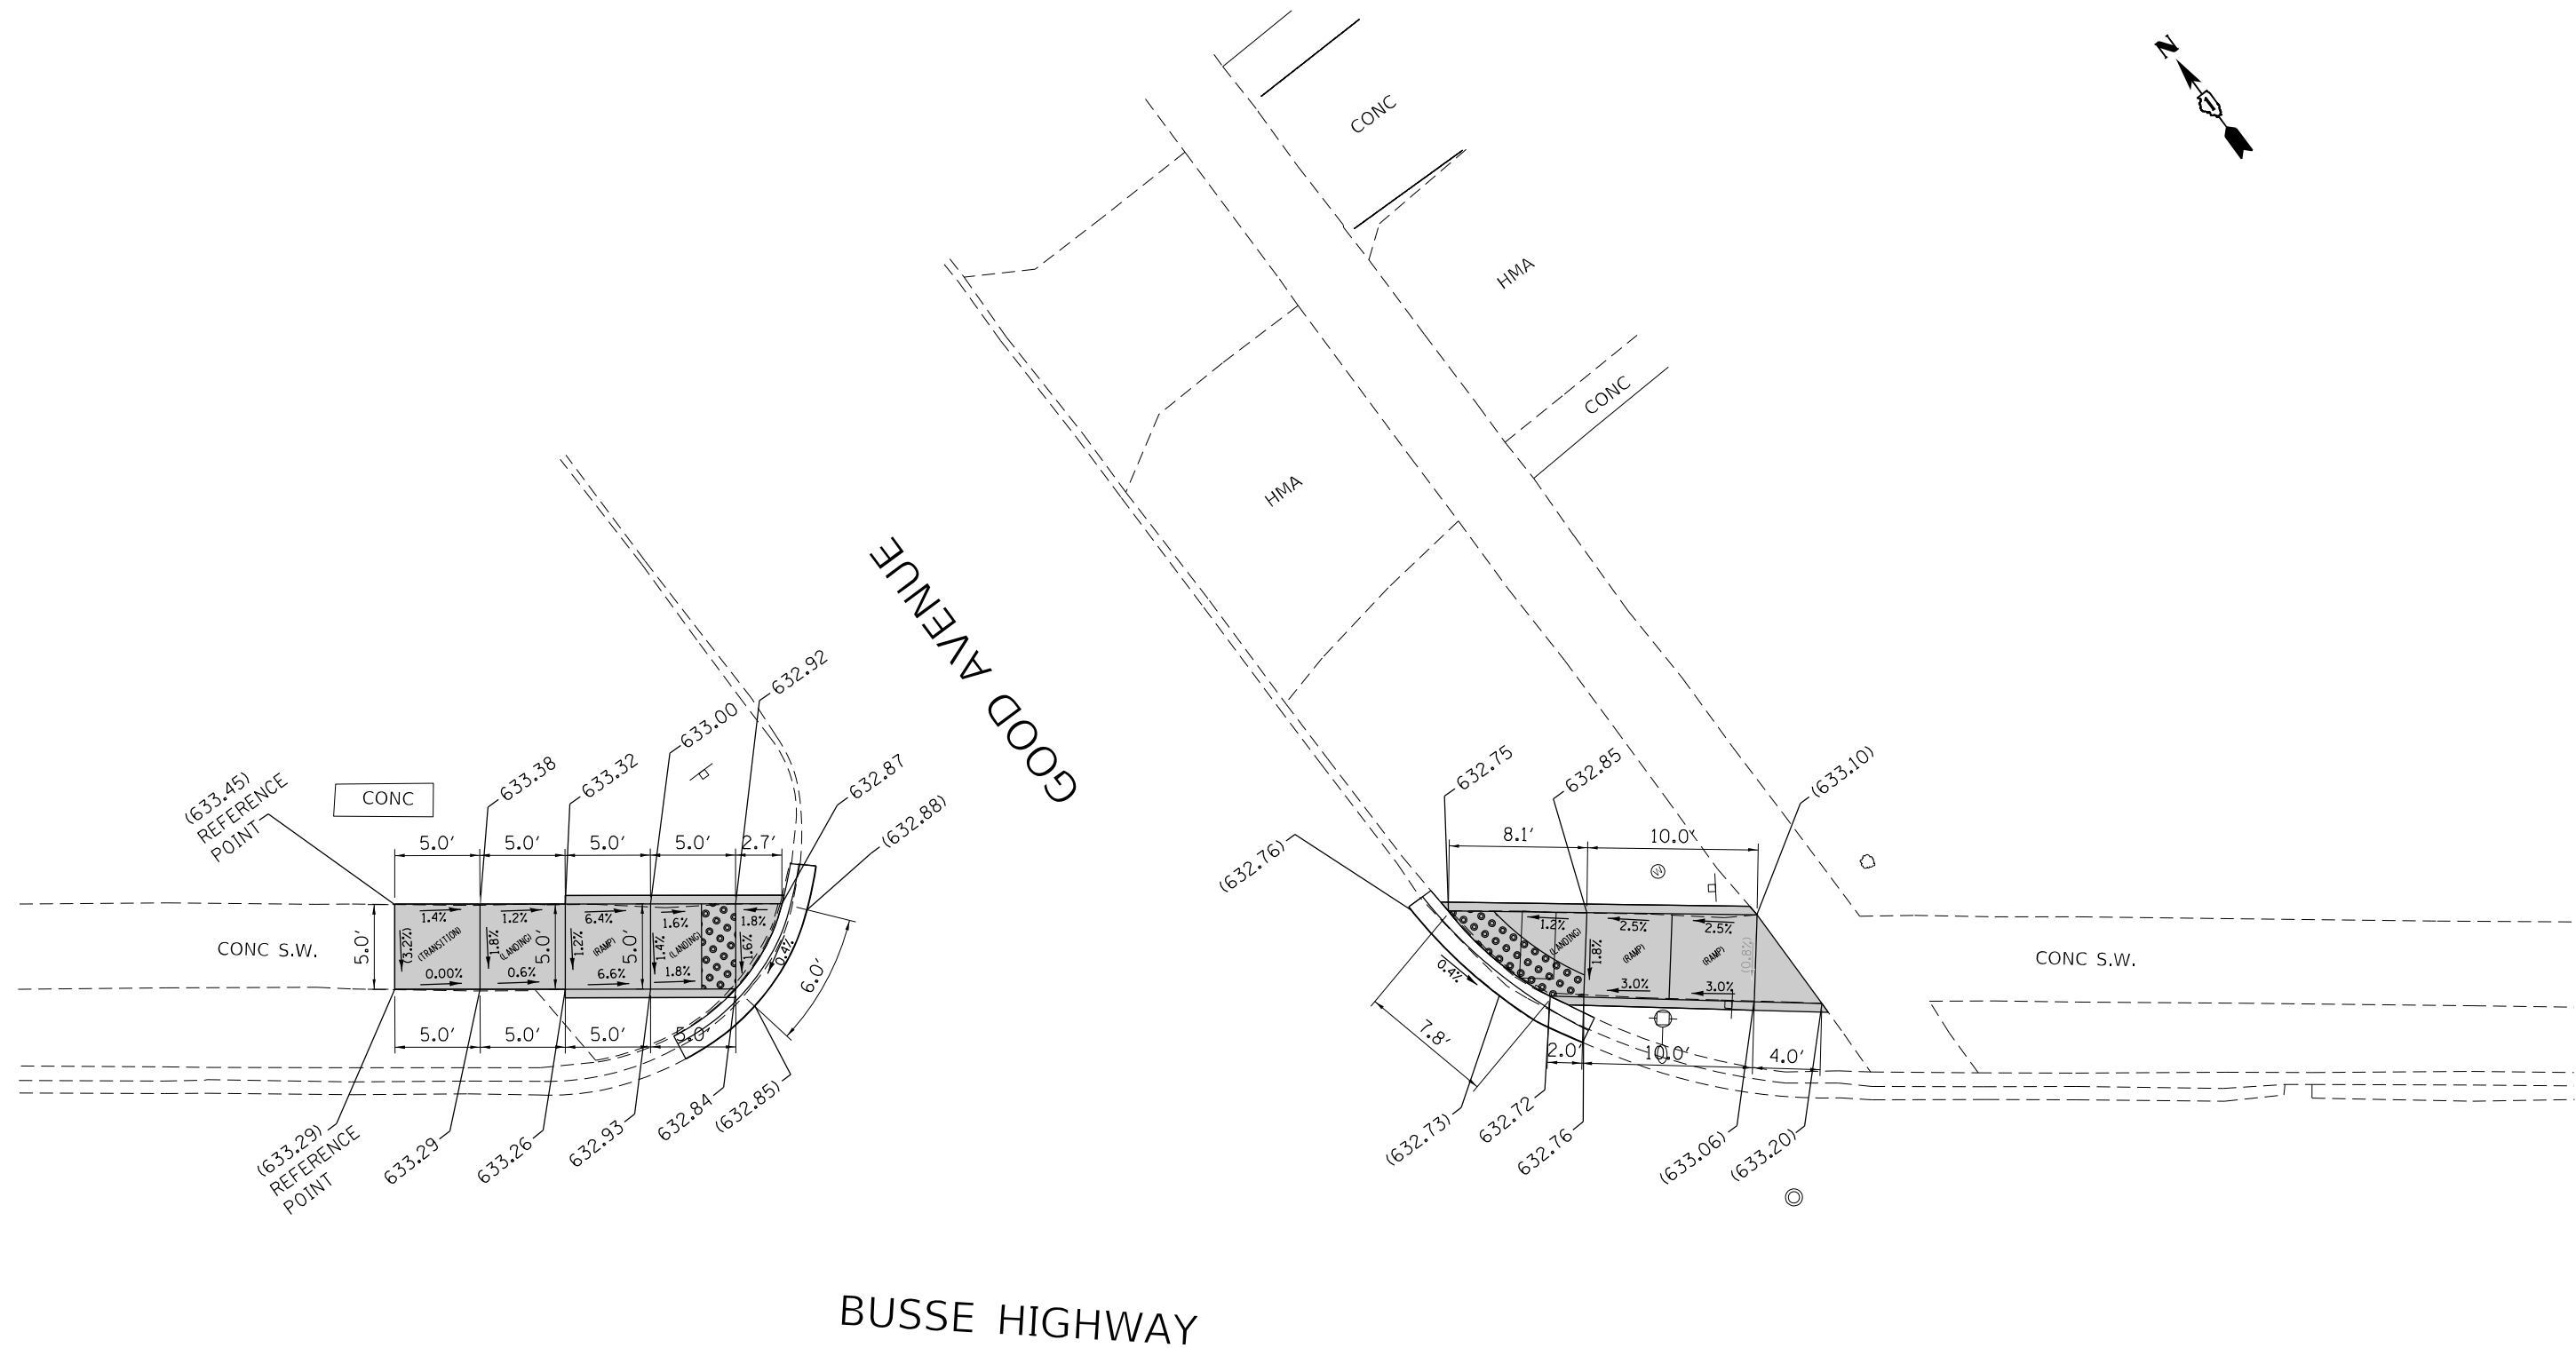 N
1
CONC
HMA
CONC
HMA
GOOD AVENUE
632.92
633.00
633.38
633.32
632.87
(632.88)
(633.45)
REFERENCE
POINT
CONC
5.0'
5.0'
5.0'
5.0'
2.7'
CONC S.W.
5.0'
(3.2%)
1.4%
(TRANSITION)
0.00%
1.8%
1.2%
(LANDING)
0.6%
5.0'
1.2%
6.4%
(RAMP)
6.6%
5.0'
1.4%
1.6%
(LANDING)
1.8%
1.8%
1.6%
0.4%
6.0'
5.0'
5.0'
5.0'
5.0'
(633.29)
REFERENCE
POINT
633.29
633.26
632.93
632.84
(632.85)
632.75
632.85
(633.10)
(632.76)
8.1'
10.0'
W
1.2%
(LANDING)
1.8%
2.5%
(RAMP)
3.0%
2.5%
(RAMP)
3.0%
(0.8%)
CONC S.W.
0.4%
7.8'
2.0'
10.0'
4.0'
(632.73)
632.72
632.76
(633.06)
(633.20)
BUSSE HIGHWAY